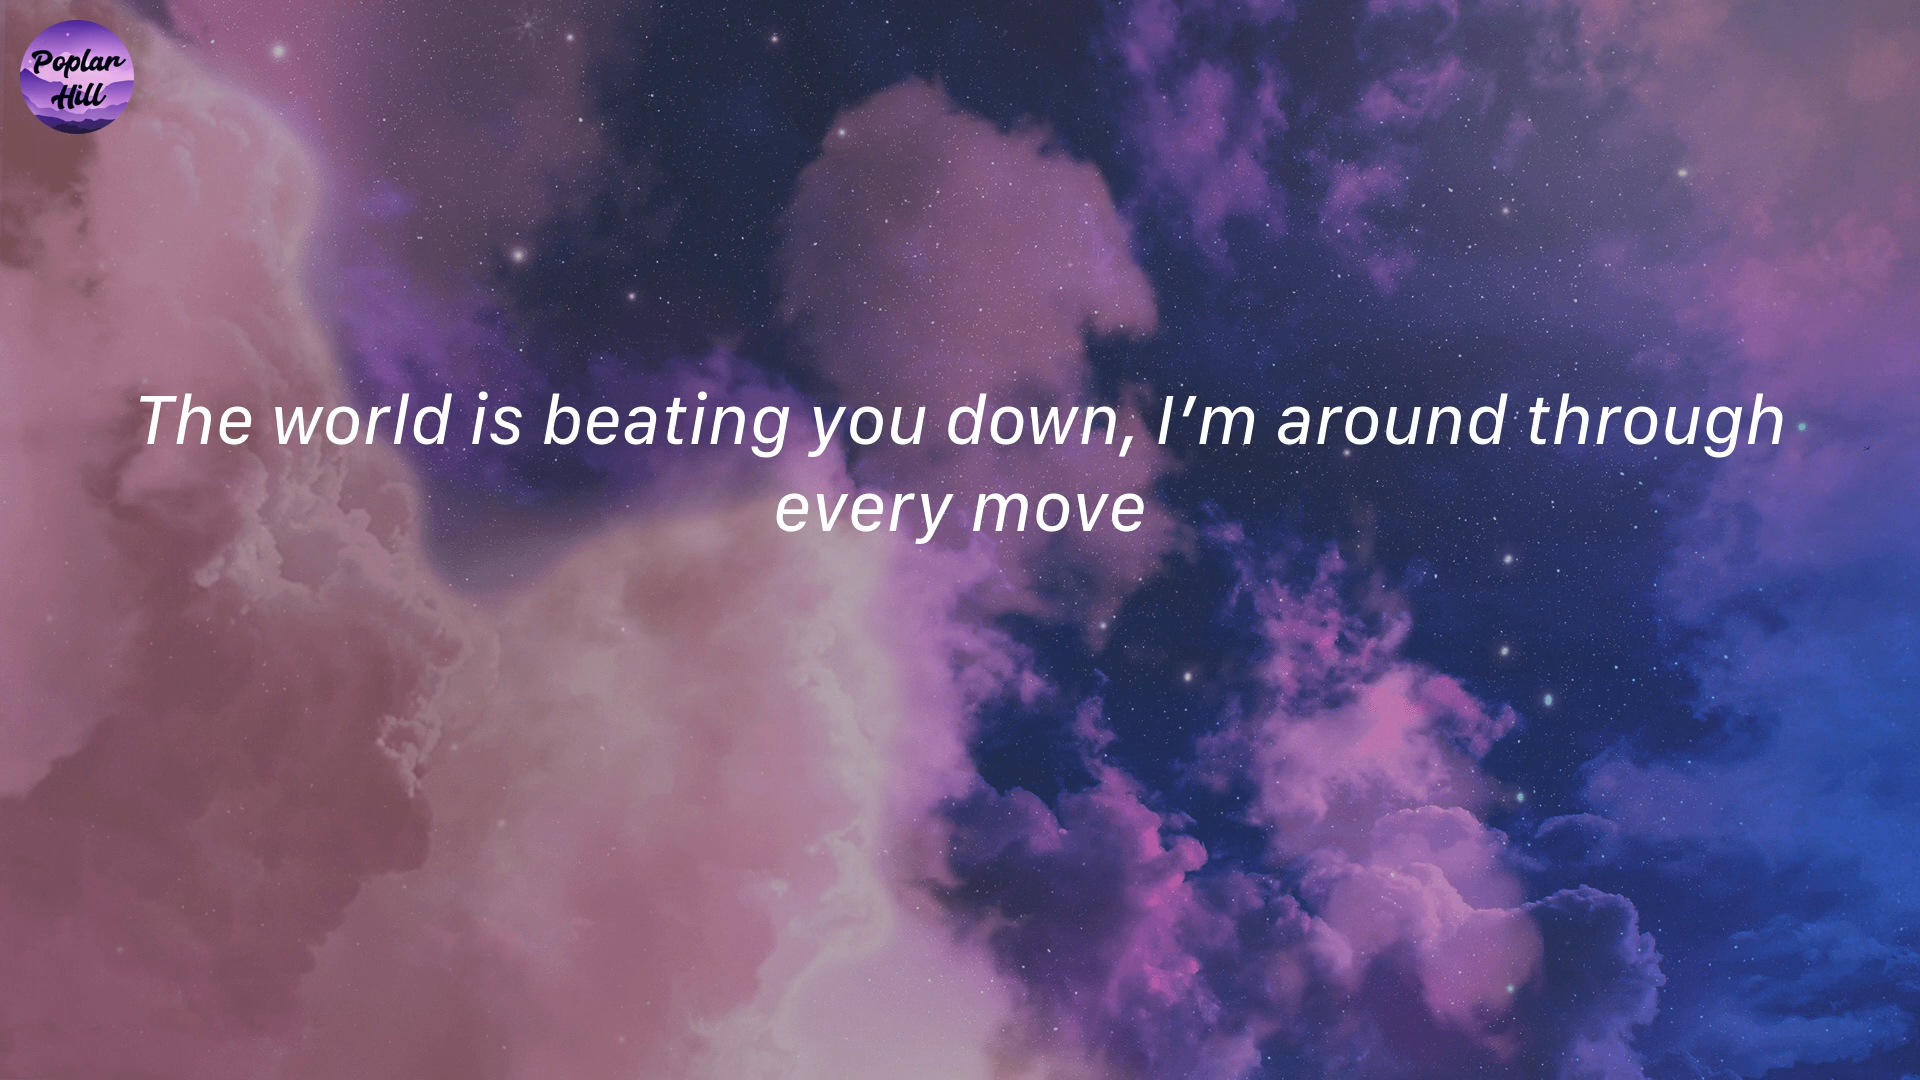 Poplar
Hill
The world is beating you down, I’m around through
every move